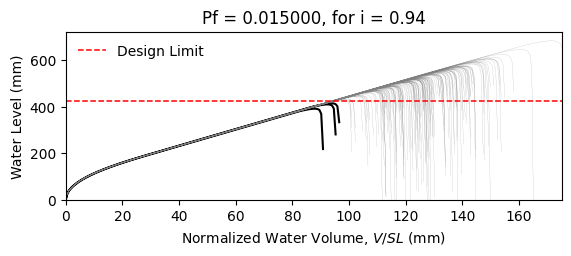 Pf = 0.015000, for i = 0.94
Design Limit
Water Level (mm)
600
400
200
0
0 20 40 60 80 100 120 140 160
Normalized Water Volume, V/SL (mm)